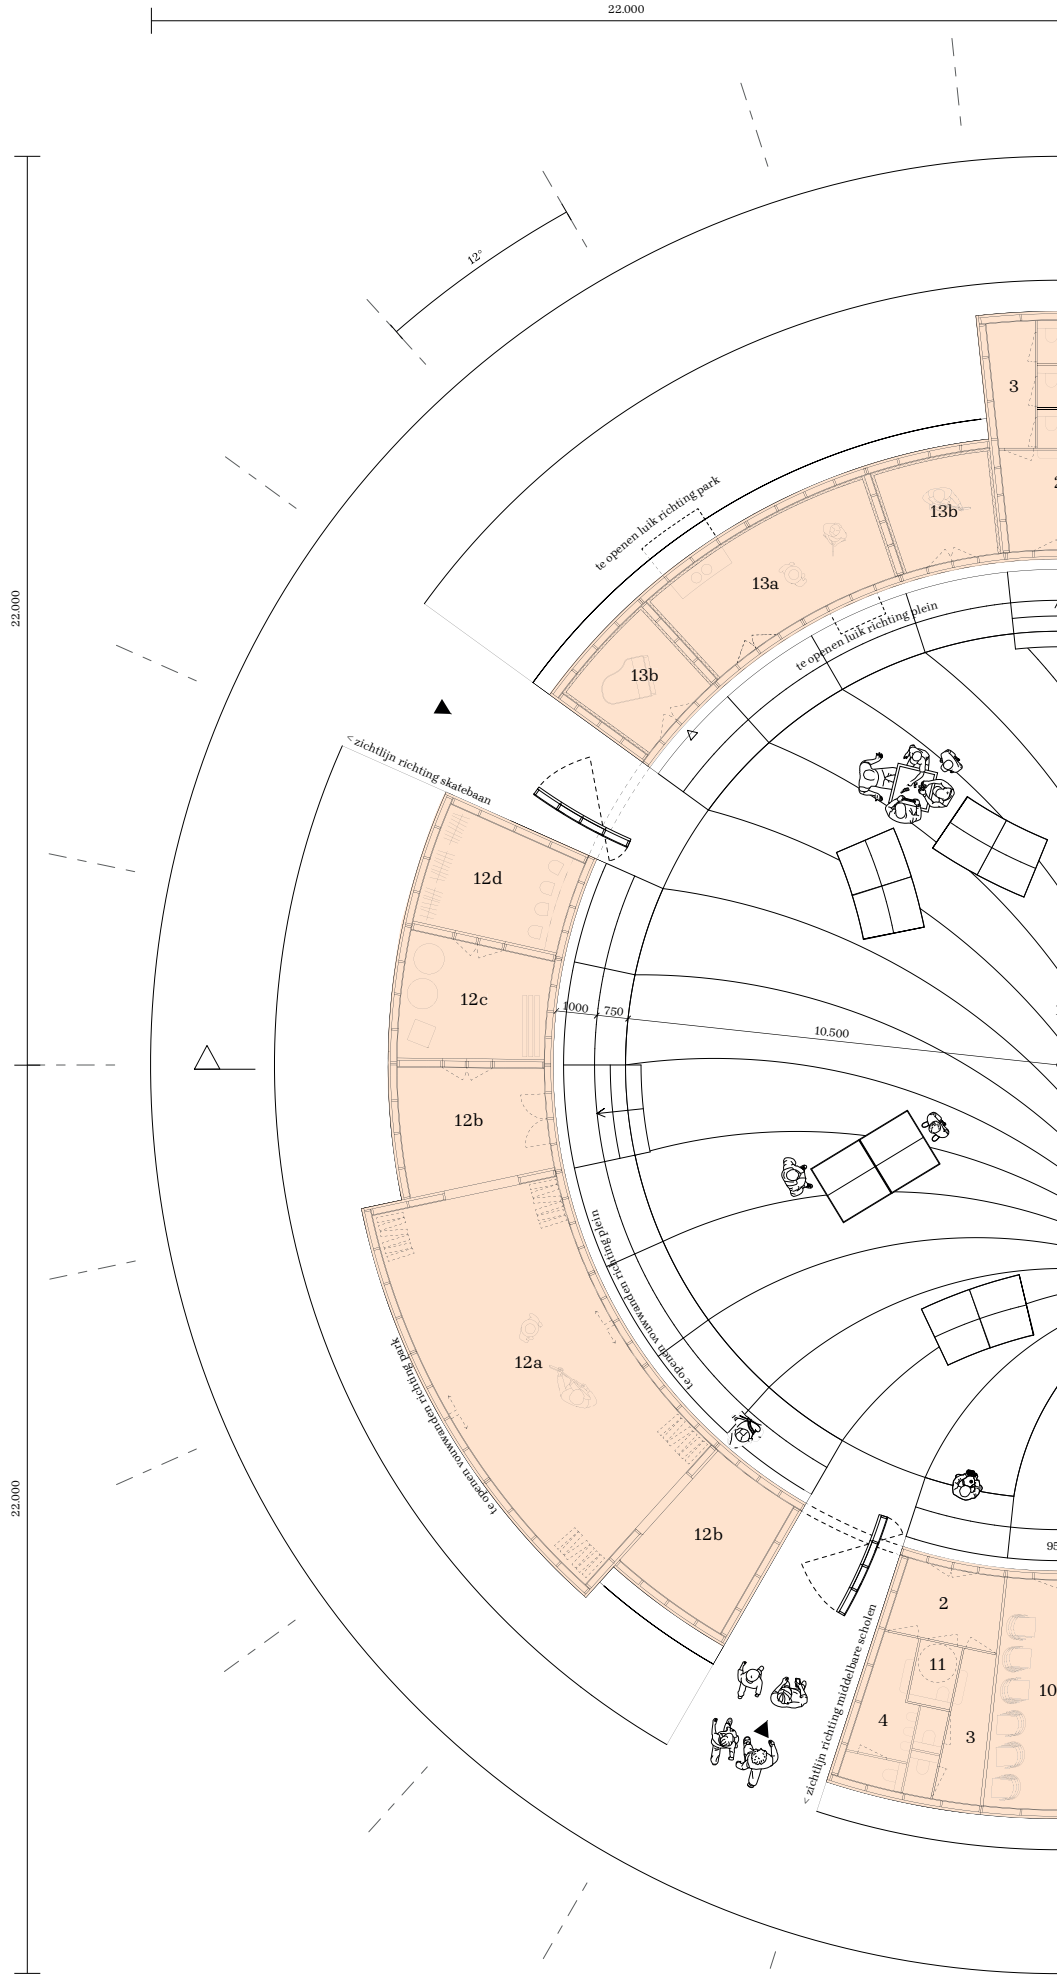 22.000
12°
22.000
3
2
te openen luik richting park
13b
13a
te openen luik richting plein
13b
< zichtlijn richting skatebaan
12d
12c
1000
750
10.500
12b
te openen vouwwanden richting plein
12a
te openen vouwwanden richting park
22.000
12b
95
2
< zichtlijn richting middelbare scholen
11
10
4
3